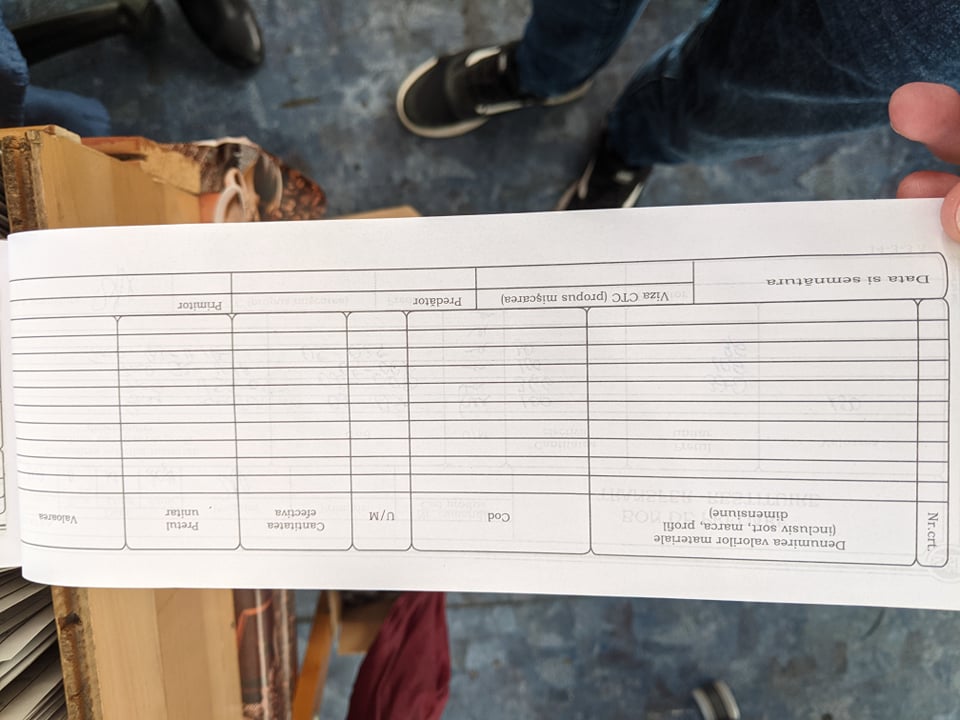 Nr.crt.
Denumirea valorilor materiale
(inclusiv sort, marca, profil
dimensiune)
Cod
U/M
Cantitatea
efectiva
Pretul
unitar
Valoarea
Data si semnătura
Viza CTC (propus mişcarea)
Predător
Primitor